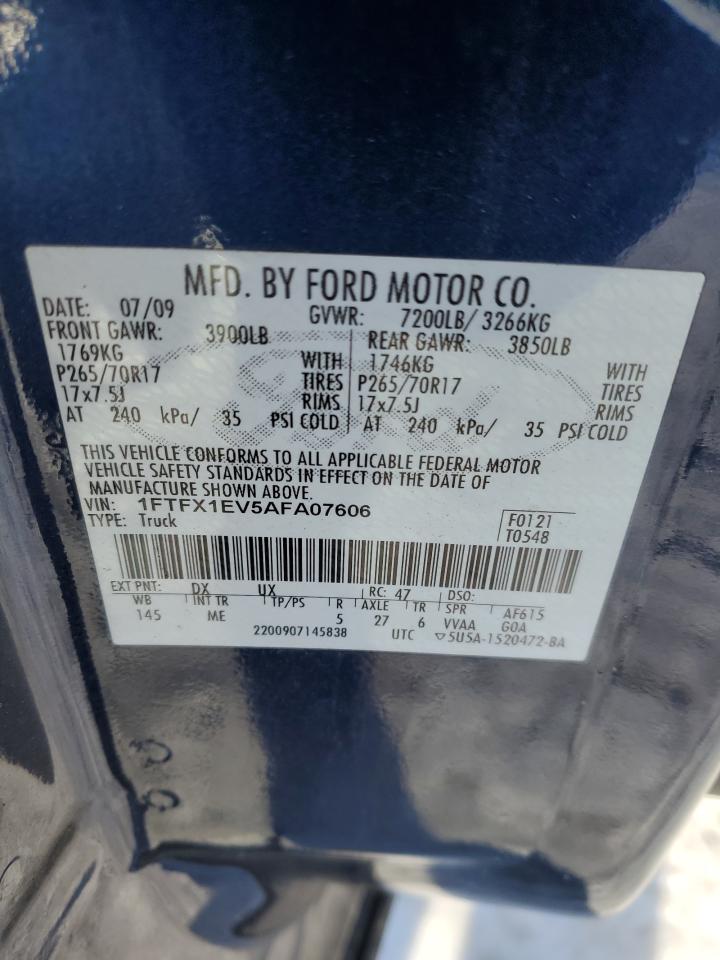 MFD. BY FORD MOTOR CO.
DATE: 07/09 GVWR: 7200LB/ 3266KG
FRONT GAWR: 3900LB REAR GAWR: 3850LB
1769KG WITH 1746KG WITH
P265/70R17 TIRES P265/70R17 TIRES
17x7.5J RIMS 17x7.5J RIMS
AT 240 kPa/ 35 PSI COLD AT 240 kPa/ 35 PSI COLD
THIS VEHICLE CONFORMS TO ALL APPLICABLE FEDERAL MOTOR
VEHICLE SAFETY STANDARDS IN EFFECT ON THE DATE OF
MANUFACTURE SHOWN ABOVE.
VIN: 1FTFX1EV5AFA07606 F0121
TYPE: Truck T0548
EXT PNT: DX UX RC: 47 DSO:
WB INT TR TP/PS R AXLE TR SPR AF615
145 ME 5 27 6 VVAA GOA
2200907145838 UTC ▽5U5A-1520472-BA